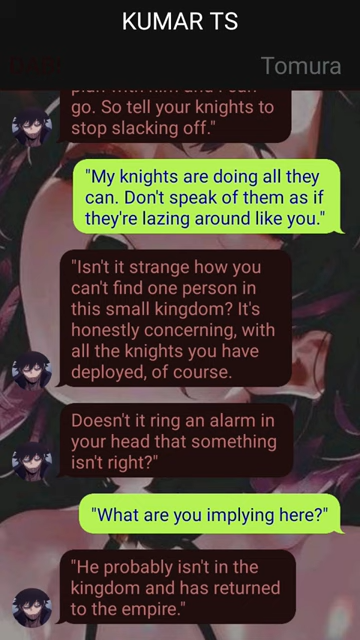 KUMAR TS
Tomura
go. So tell your knights to
stop slacking off."
"My knights are doing all they
can. Don't speak of them as if
they're lazing around like you."
"Isn't it strange how you
can't find one person in
this small kingdom? It's
honestly concerning, with
all the knights you have
deployed, of course.
Doesn't it ring an alarm in
your head that something
isn't right?"
"What are you implying here?"
"He probably isn't in the
kingdom and has returned
to the empire."